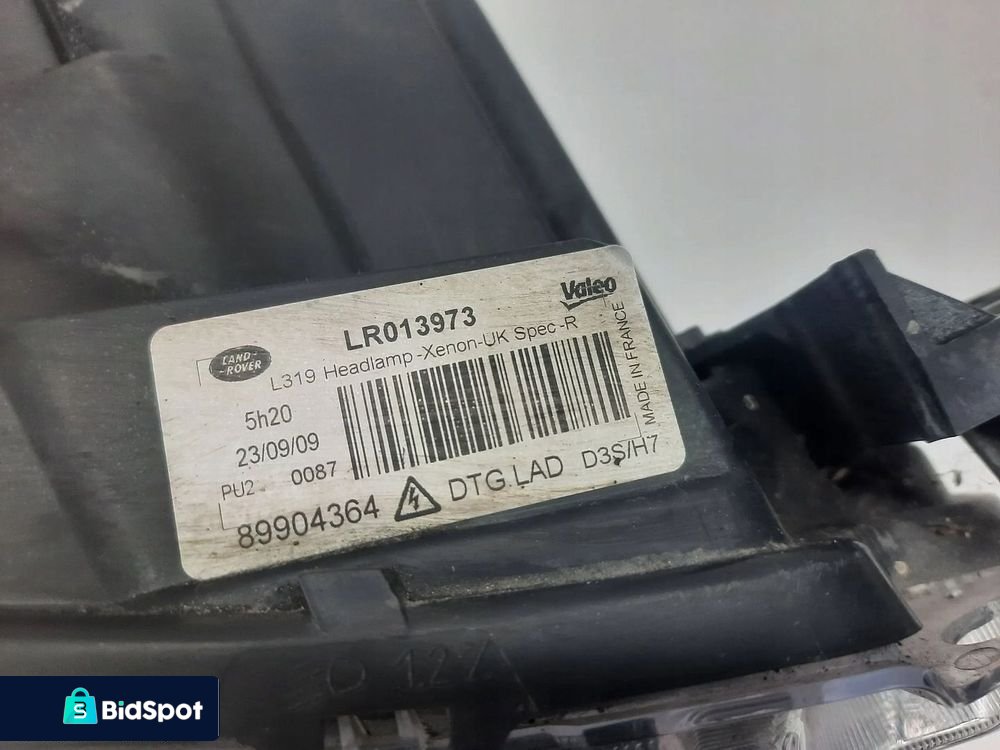 LR013973
Valeo
LAND-
-ROVER
L319 Headlamp-Xenon-UK Spec-R
5h20
23/09/09
PU2 0087
89904364 DTG LAD D3S/H7
MADE IN FRANCE
D 122
BidSpot